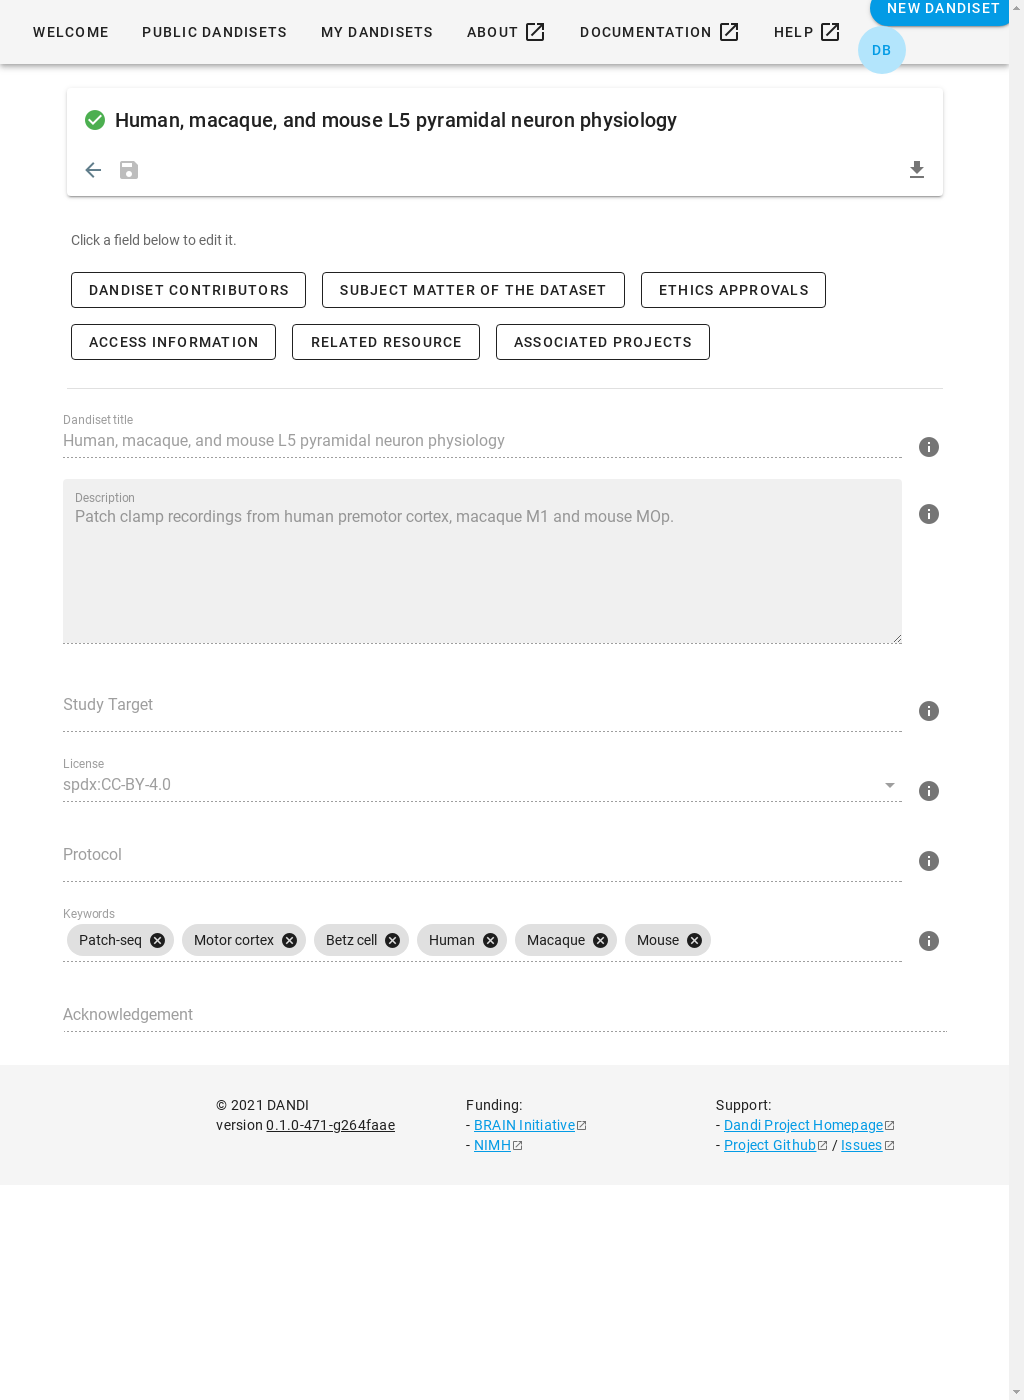 WELCOME PUBLIC DANDISETS MY DANDISETS ABOUT DOCUMENTATION HELP NEW DANDISET
DB
Human, macaque, and mouse L5 pyramidal neuron physiology
Click a field below to edit it.
DANDISET CONTRIBUTORS SUBJECT MATTER OF THE DATASET ETHICS APPROVALS
ACCESS INFORMATION RELATED RESOURCE ASSOCIATED PROJECTS
Dandiset title
Human, macaque, and mouse L5 pyramidal neuron physiology
Description
Patch clamp recordings from human premotor cortex, macaque M1 and mouse MOp.
Study Target
License
spdx:CC-BY-4.0
Protocol
Keywords
Patch-seq Motor cortex Betz cell Human Macaque Mouse
Acknowledgement
© 2021 DANDI Funding: Support:
version 0.1.0-471-g264faae - BRAIN Initiative - Dandi Project Homepage
- NIMH - Project Github / Issues